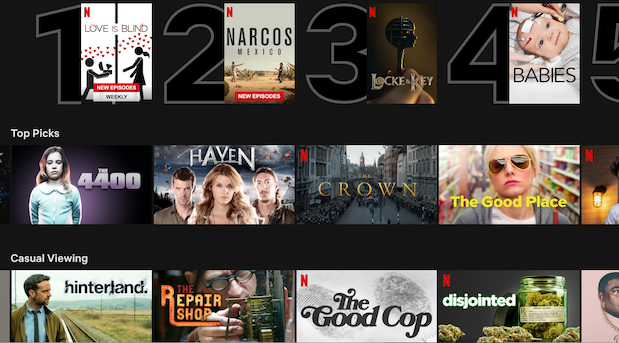 1
N
LOVE IS BLIND
NEW EPISODES
WEEKLY
2
N
NARCOS
MEXICO
NEW EPISODES
3
N
LOCKE & KEY
4
N
BABIES
5
Top Picks
THE
4400
HAVEN
N
THE
CROWN
The Good Place
N
Casual Viewing
hinterland.
THE
REPAIR
SHOP
N
The
Good Cop
N
disjointed